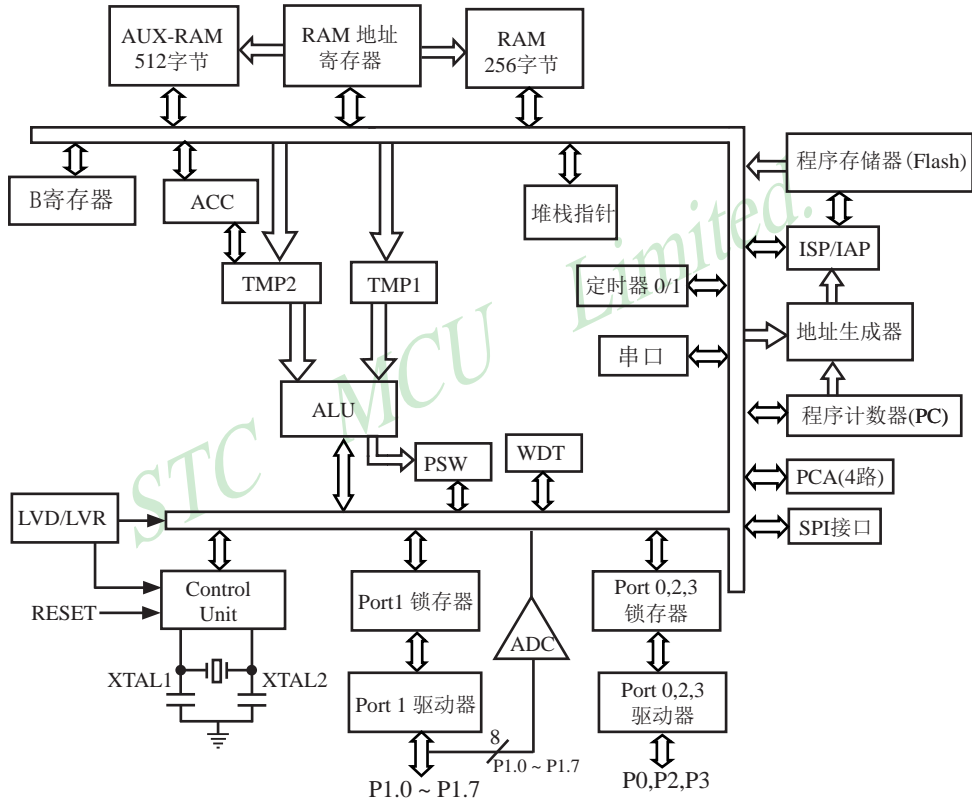 AUX-RAM
512字节
RAM 地址
寄存器
RAM
256字节
B寄存器
ACC
堆栈指针
程序存储器(Flash)
TMP2
TMP1
ISP/IAP
定时器 0/1
地址生成器
串口
ALU
程序计数器(PC)
PSW
WDT
PCA(4路)
LVD/LVR
SPI接口
Control
Unit
RESET
Port1 锁存器
ADC
Port 0,2,3
锁存器
XTAL1
XTAL2
Port 1 驱动器
Port 0,2,3
驱动器
8
P1.0 ~ P1.7
P1.0 ~ P1.7
P0,P2,P3
STC MCU Limited.